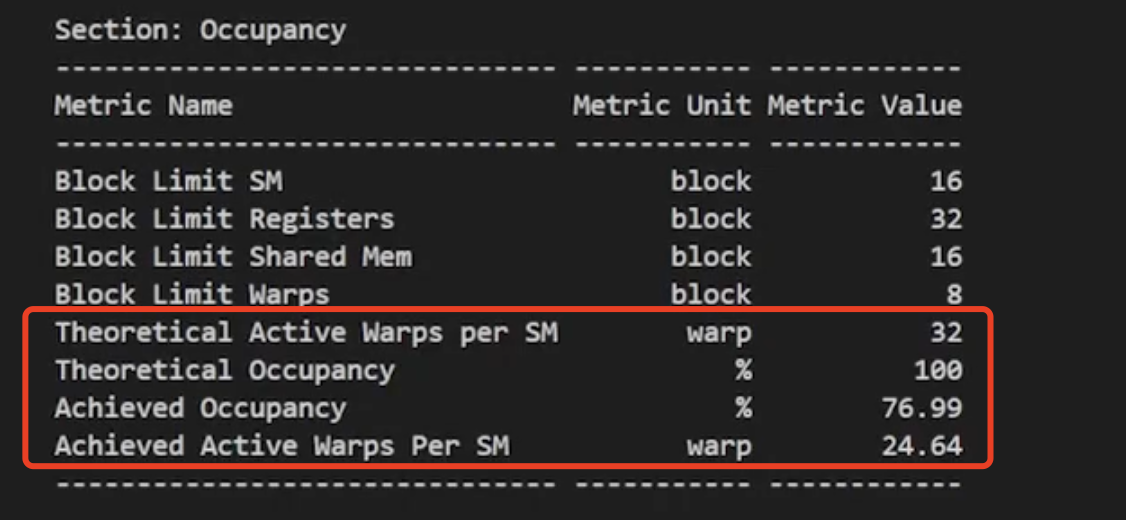 Section: Occupancy
------------------------------- ----------- ------------
Metric Name                     Metric Unit Metric Value
------------------------------- ----------- ------------
Block Limit SM                        block           16
Block Limit Registers                 block           32
Block Limit Shared Mem                block           16
Block Limit Warps                     block            8
Theoretical Active Warps per SM        warp           32
Theoretical Occupancy                     %          100
Achieved Occupancy                        %        76.99
Achieved Active Warps Per SM           warp        24.64
------------------------------- ----------- ------------